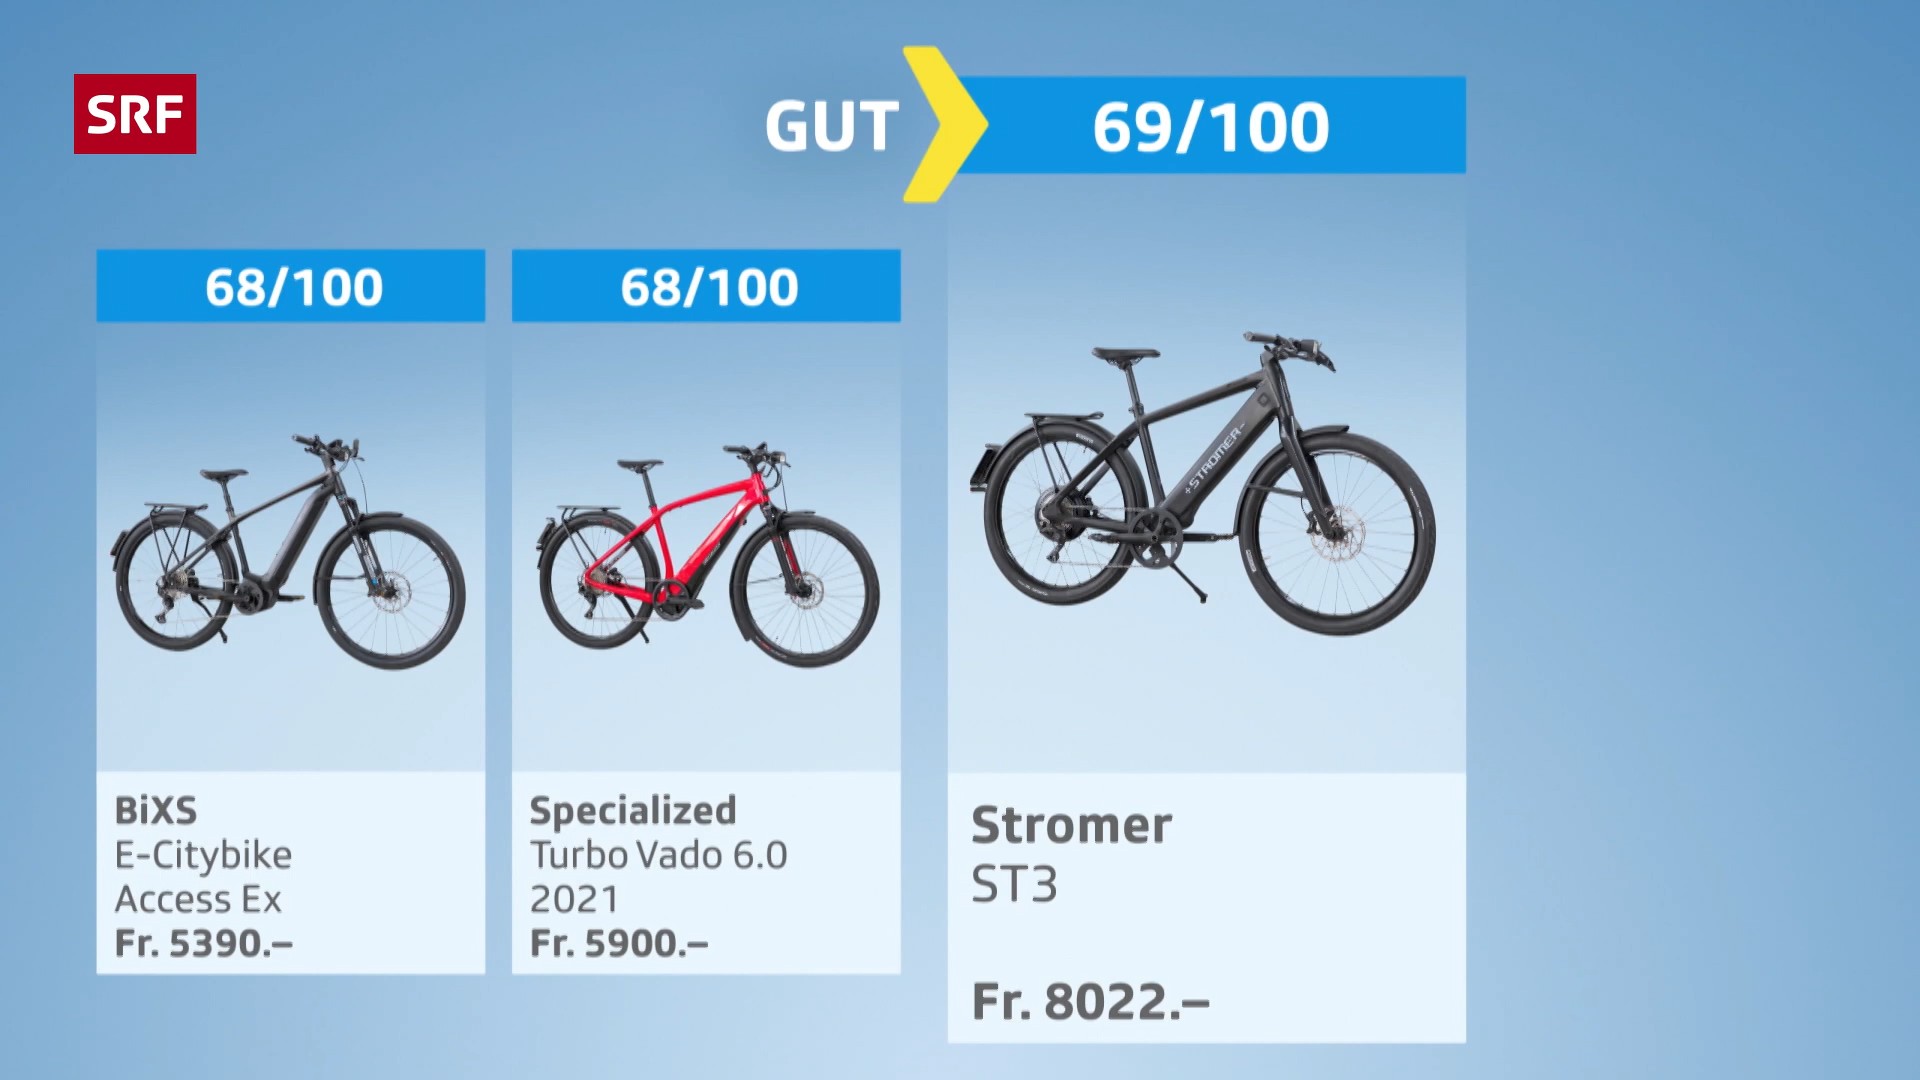 SRF
GUT
69/100
68/100
68/100
+STROMER-
BiXS
E-Citybike
Access Ex
Fr. 5390.–
Specialized
Turbo Vado 6.0
2021
Fr. 5900.–
Stromer
ST3
Fr. 8022.–